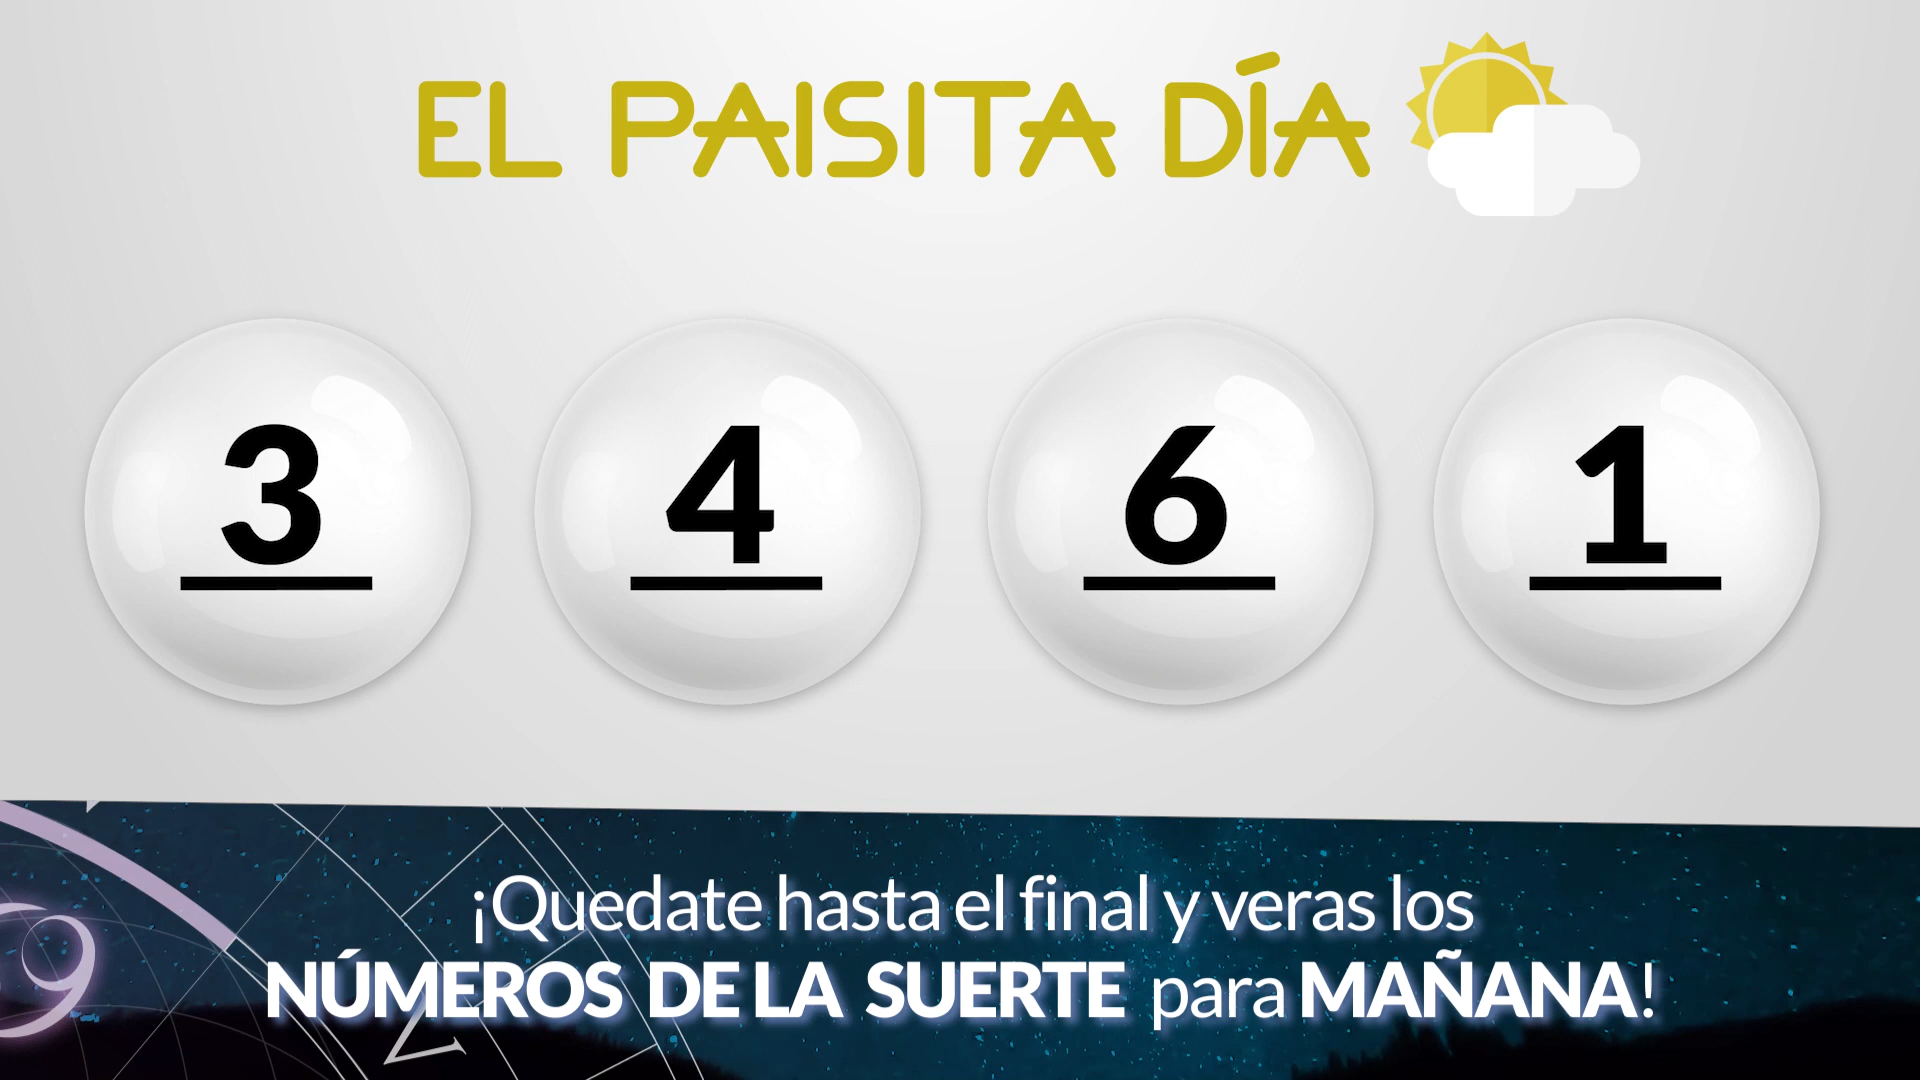 EL PAISITA DÍA
3 4 6 1
¡Quedate hasta el final y veras los
NÚMEROS DE LA SUERTE para MAÑANA!